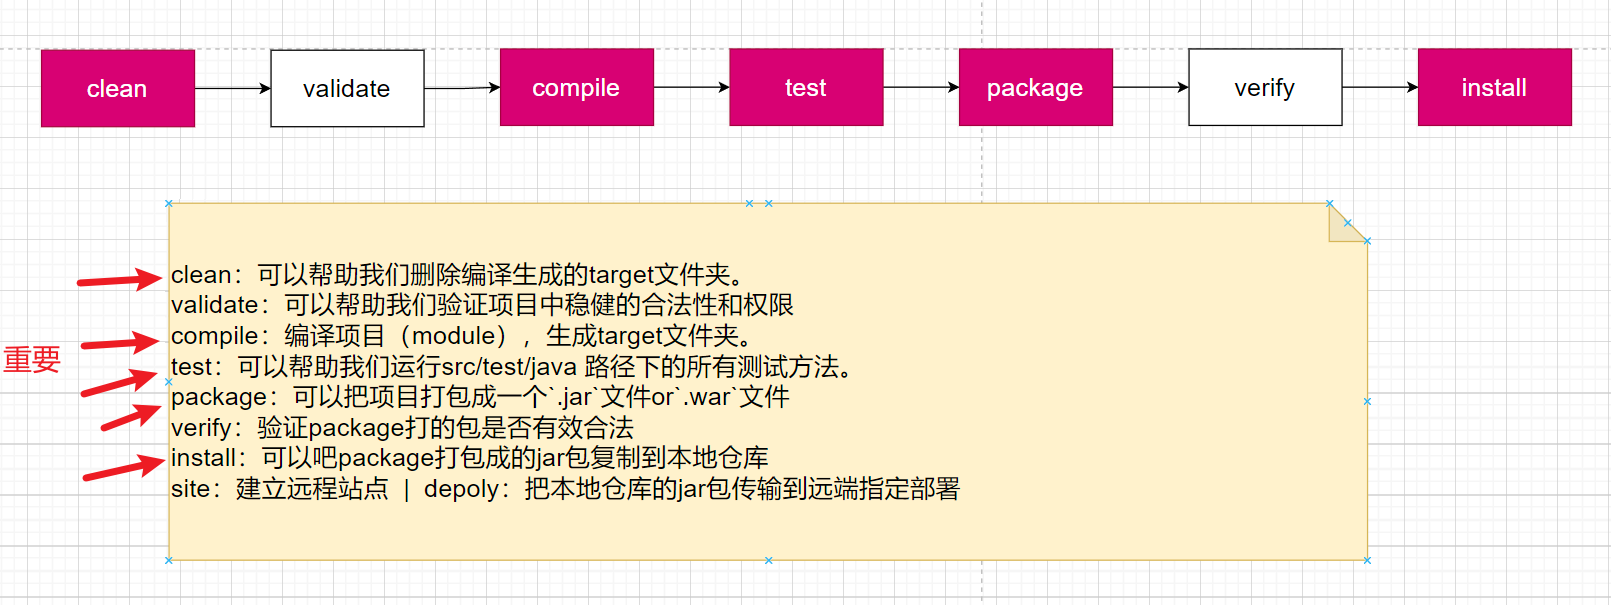 clean
validate
compile
test
package
verify
install
clean：可以帮助我们删除编译生成的target文件夹。
validate：可以帮助我们验证项目中稳健的合法性和权限
compile：编译项目（module），生成target文件夹。
重要
test：可以帮助我们运行src/test/java 路径下的所有测试方法。
package：可以把项目打包成一个`.jar`文件or`.war`文件
verify：验证package打的包是否有效合法
install：可以吧package打包成的jar包复制到本地仓库
site：建立远程站点 | depoly：把本地仓库的jar包传输到远端指定部署